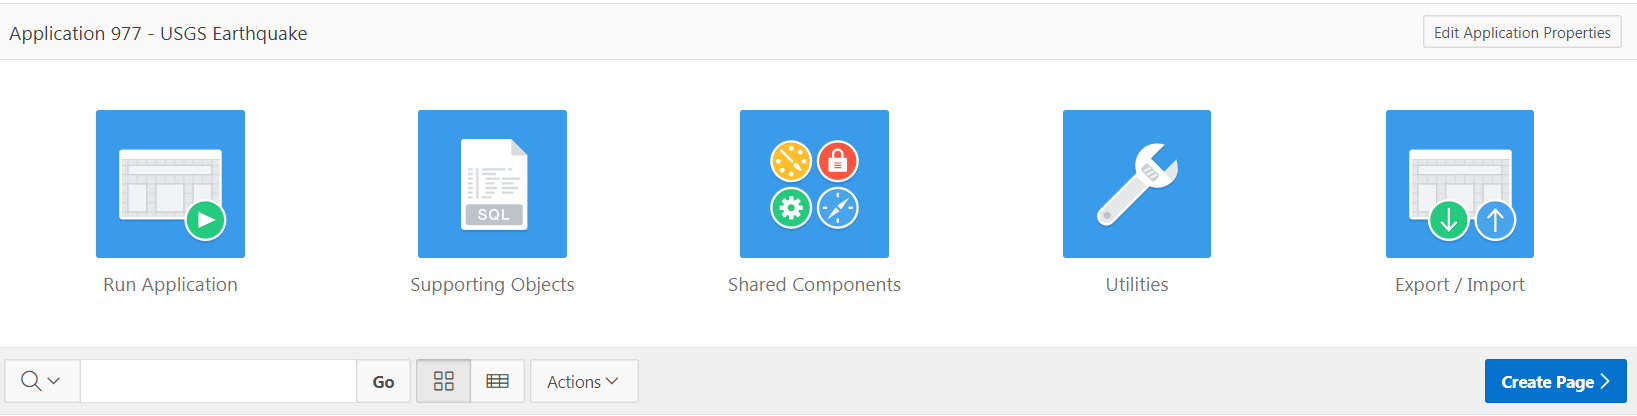 Application 977 - USGS Earthquake
Edit Application Properties
SQL
Run Application
Supporting Objects
Shared Components
Utilities
Export / Import
Go
Actions
Create Page